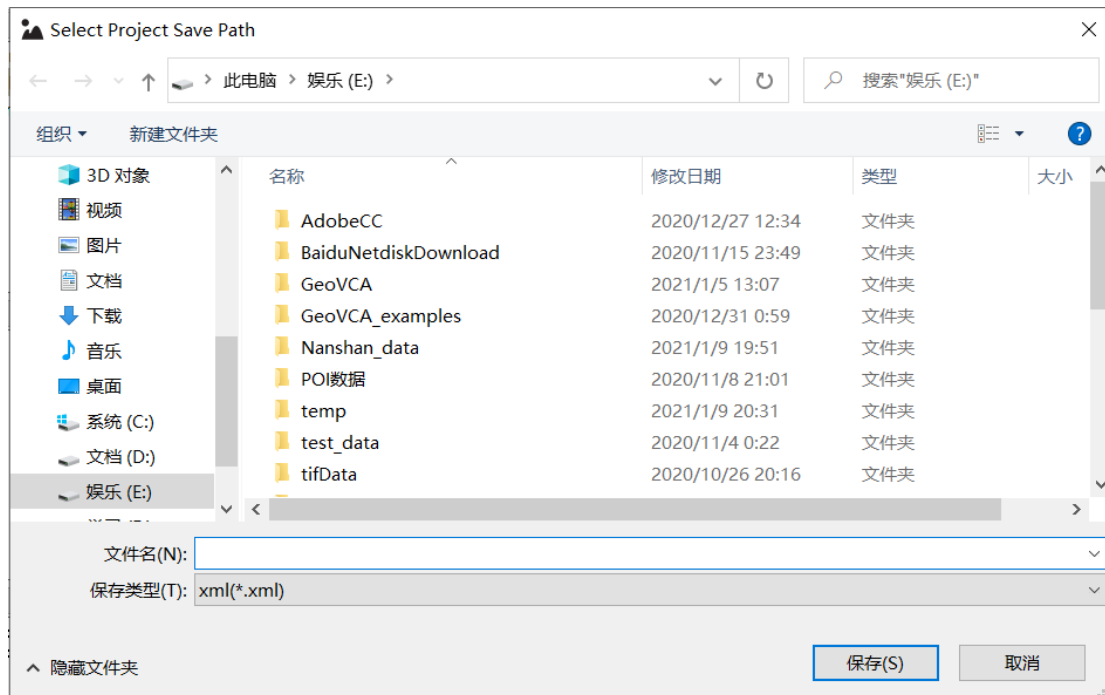 Select Project Save Path
此电脑 > 娱乐 (E:) >
搜索"娱乐 (E:)"
组织
新建文件夹
3D 对象
视频
图片
文档
下载
音乐
桌面
系统 (C:)
文档 (D:)
娱乐 (E:)
名称 修改日期 类型 大小
AdobeCC 2020/12/27 12:34 文件夹
BaiduNetdiskDownload 2020/11/15 23:49 文件夹
GeoVCA 2021/1/5 13:07 文件夹
GeoVCA_examples 2020/12/31 0:59 文件夹
Nanshan_data 2021/1/9 19:51 文件夹
POI数据 2020/11/8 21:01 文件夹
temp 2021/1/9 20:31 文件夹
test_data 2020/11/4 0:22 文件夹
tifData 2020/10/26 20:16 文件夹
文件名(N):
保存类型(T): xml(*.xml)
隐藏文件夹
保存(S)
取消